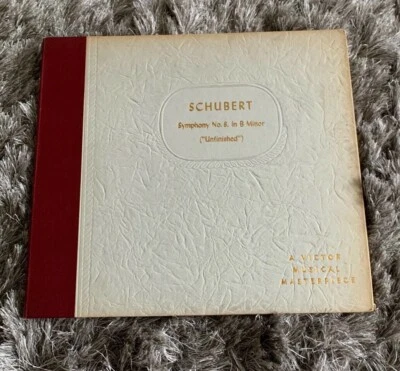 SCHUBERT
Symphony No. 8, in B Minor
("Unfinished")
A VICTOR
MUSICAL
MASTERPIECE